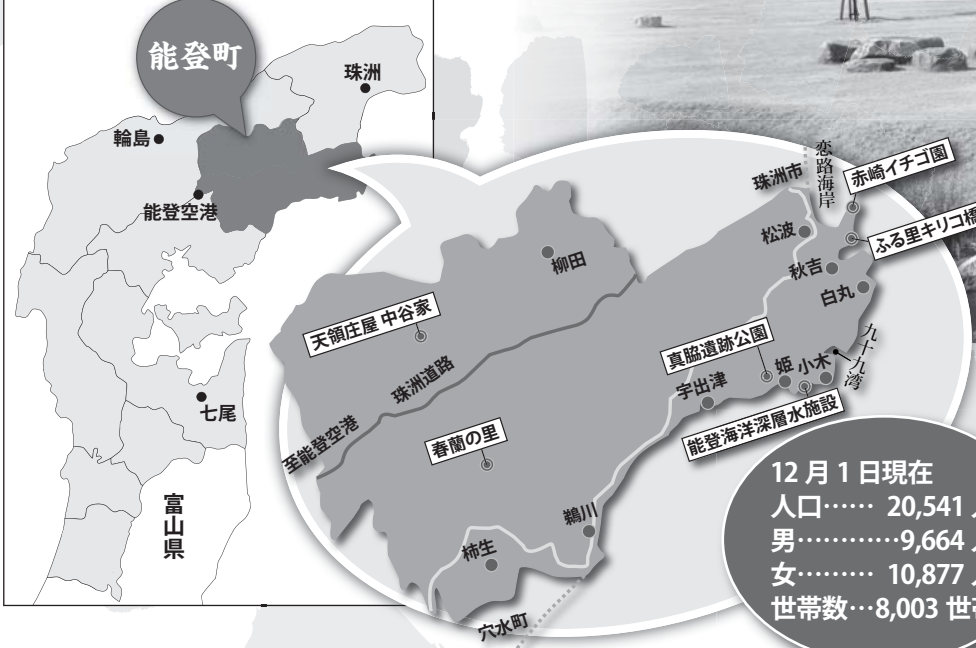 能登町
珠洲
輪島
能登空港
七尾
富山県
恋路海岸
赤崎イチゴ園
珠洲市
ふる里キリコ橋
松波
柳田
秋吉
白丸
天領庄屋 中谷家
真脇遺跡公園
九十九湾
姫
小木
珠洲道路
宇出津
至能登空港
春蘭の里
能登海洋深層水施設
鵜川
柿生
穴水町
12月1日現在
人口…… 20,541
男…………9,664
女……… 10,877
世帯数…8,003 世帯